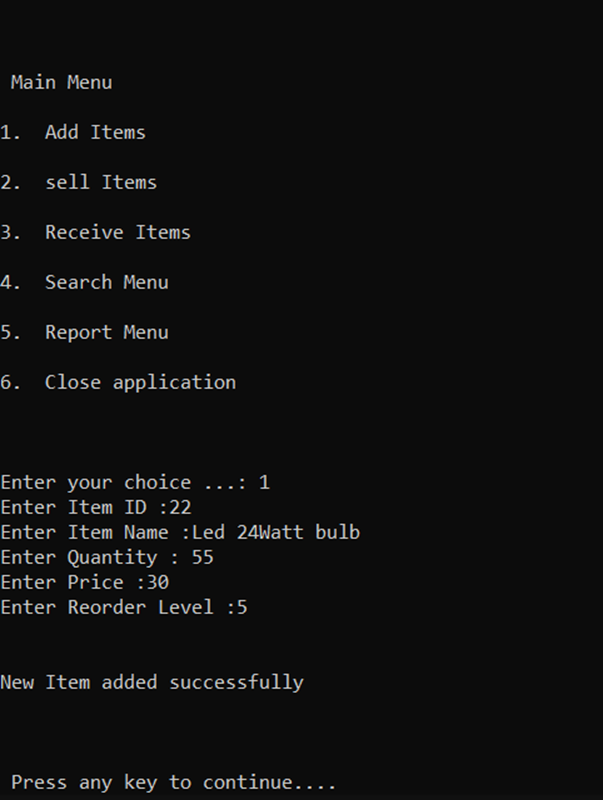 Main Menu
1.  Add Items
2.  sell Items
3.  Receive Items
4.  Search Menu
5.  Report Menu
6.  Close application
Enter your choice ...: 1
Enter Item ID :22
Enter Item Name :Led 24Watt bulb
Enter Quantity : 55
Enter Price :30
Enter Reorder Level :5
New Item added successfully
Press any key to continue....